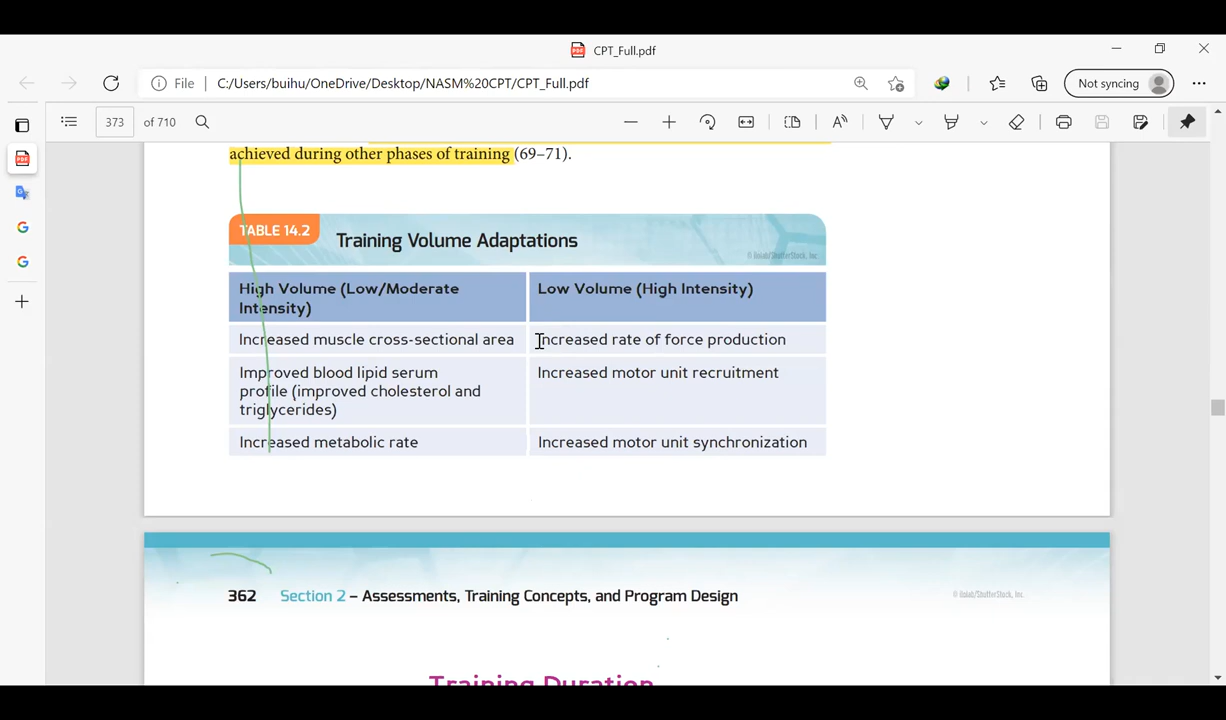 CPT_Full.pdf
File C:/Users/buihu/OneDrive/Desktop/NASM%20CPT/CPT_Full.pdf
Not syncing
373 of 710
achieved during other phases of training (69–71).
TABLE 14.2
Training Volume Adaptations
High Volume (Low/Moderate
Intensity)
Low Volume (High Intensity)
Increased muscle cross-sectional area
Increased rate of force production
Improved blood lipid serum
profile (improved cholesterol and
triglycerides)
Increased motor unit recruitment
Increased metabolic rate
Increased motor unit synchronization
362 Section 2 – Assessments, Training Concepts, and Program Design
Training Duration